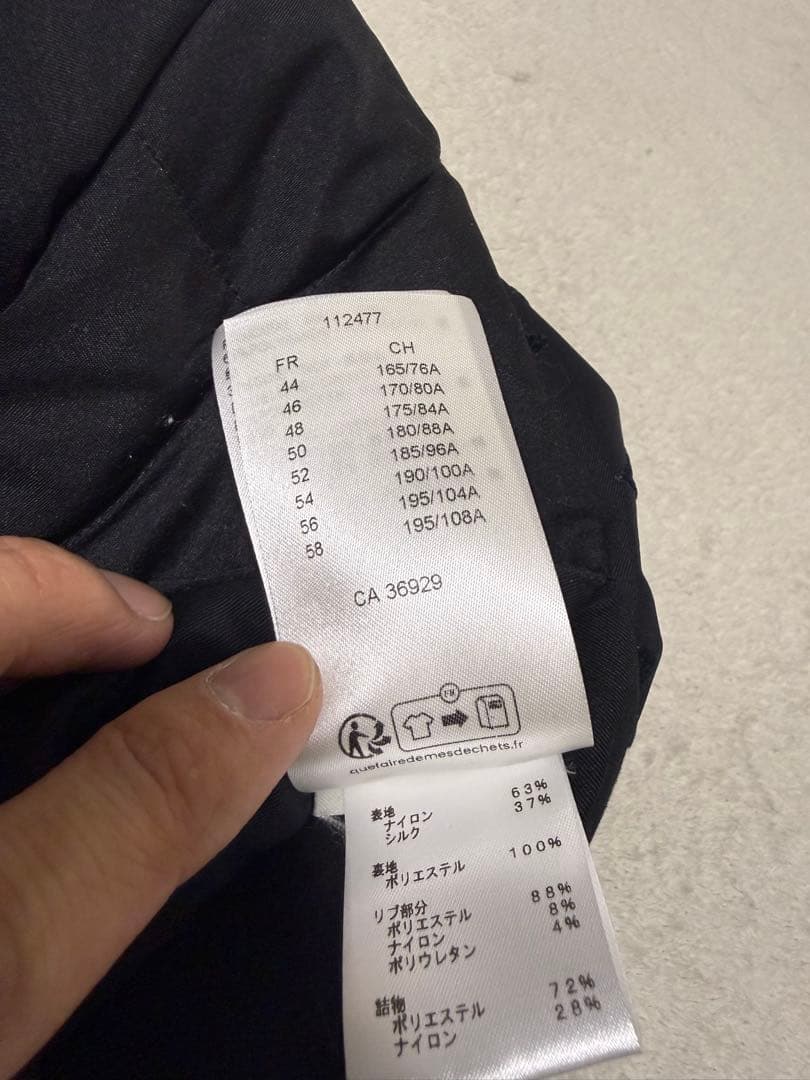 112477
FR CH
44 165/76A
46 170/80A
48 175/84A
50 180/88A
52 185/96A
54 190/100A
56 195/104A
58 195/108A
CA 36929
FR
quefairedemesdechets.fr
表地
ナイロン 63%
シルク 37%
裏地
ポリエステル 100%
リブ部分
ポリエステル 88%
ナイロン 8%
ポリウレタン 4%
詰物
ポリエステル 72%
ナイロン 28%